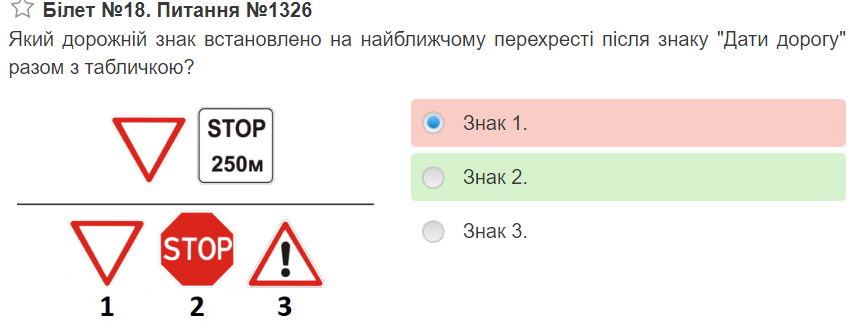 Білет №18. Питання №1326
Який дорожній знак встановлено на найближчому перехресті після знаку "Дати дорогу"
разом з табличкою?
STOP
250м
Знак 1.
Знак 2.
Знак 3.
STOP
!
1 2 3